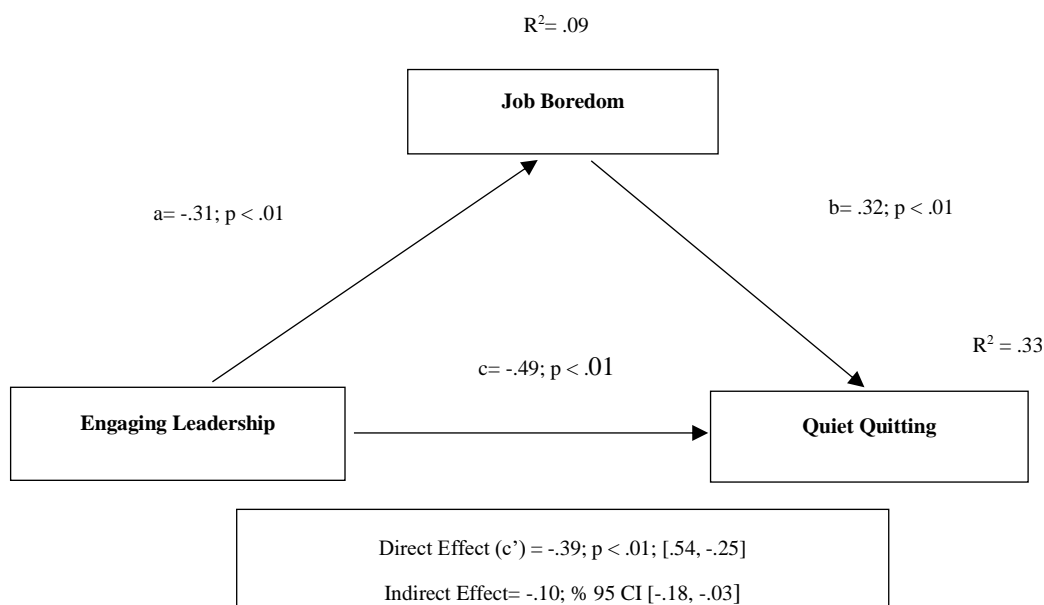 R²= .09
Job Boredom
a= -.31; p < .01
b= .32; p < .01
R² = .33
c= -.49; p < .01
Engaging Leadership
Quiet Quitting
Direct Effect (c’) = -.39; p < .01; [.54, -.25]
Indirect Effect= -.10; % 95 CI [-.18, -.03]